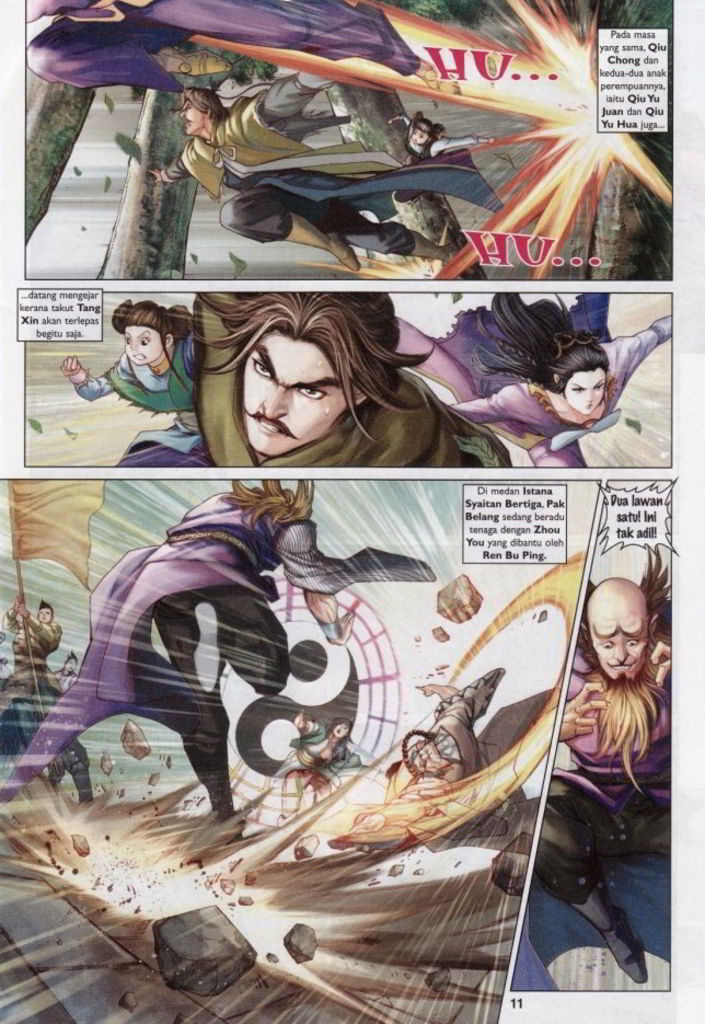 Pada masa
yang sama, Qiu
Chong dan
kedua-dua anak
perempuannya,
iaitu Qiu Yu
Juan dan Qiu
Yu Hua juga...
HU...
HU...
...datang mengejar
kerana takut Tang
Xin akan terlepas
begitu saja.
Di medan Istana
Syaitan Bertiga, Pak
Belang sedang beradu
tenaga dengan Zhou
You yang dibantu oleh
Ren Bu Ping.
Dua lawan
satu! Ini
tak adil!
11